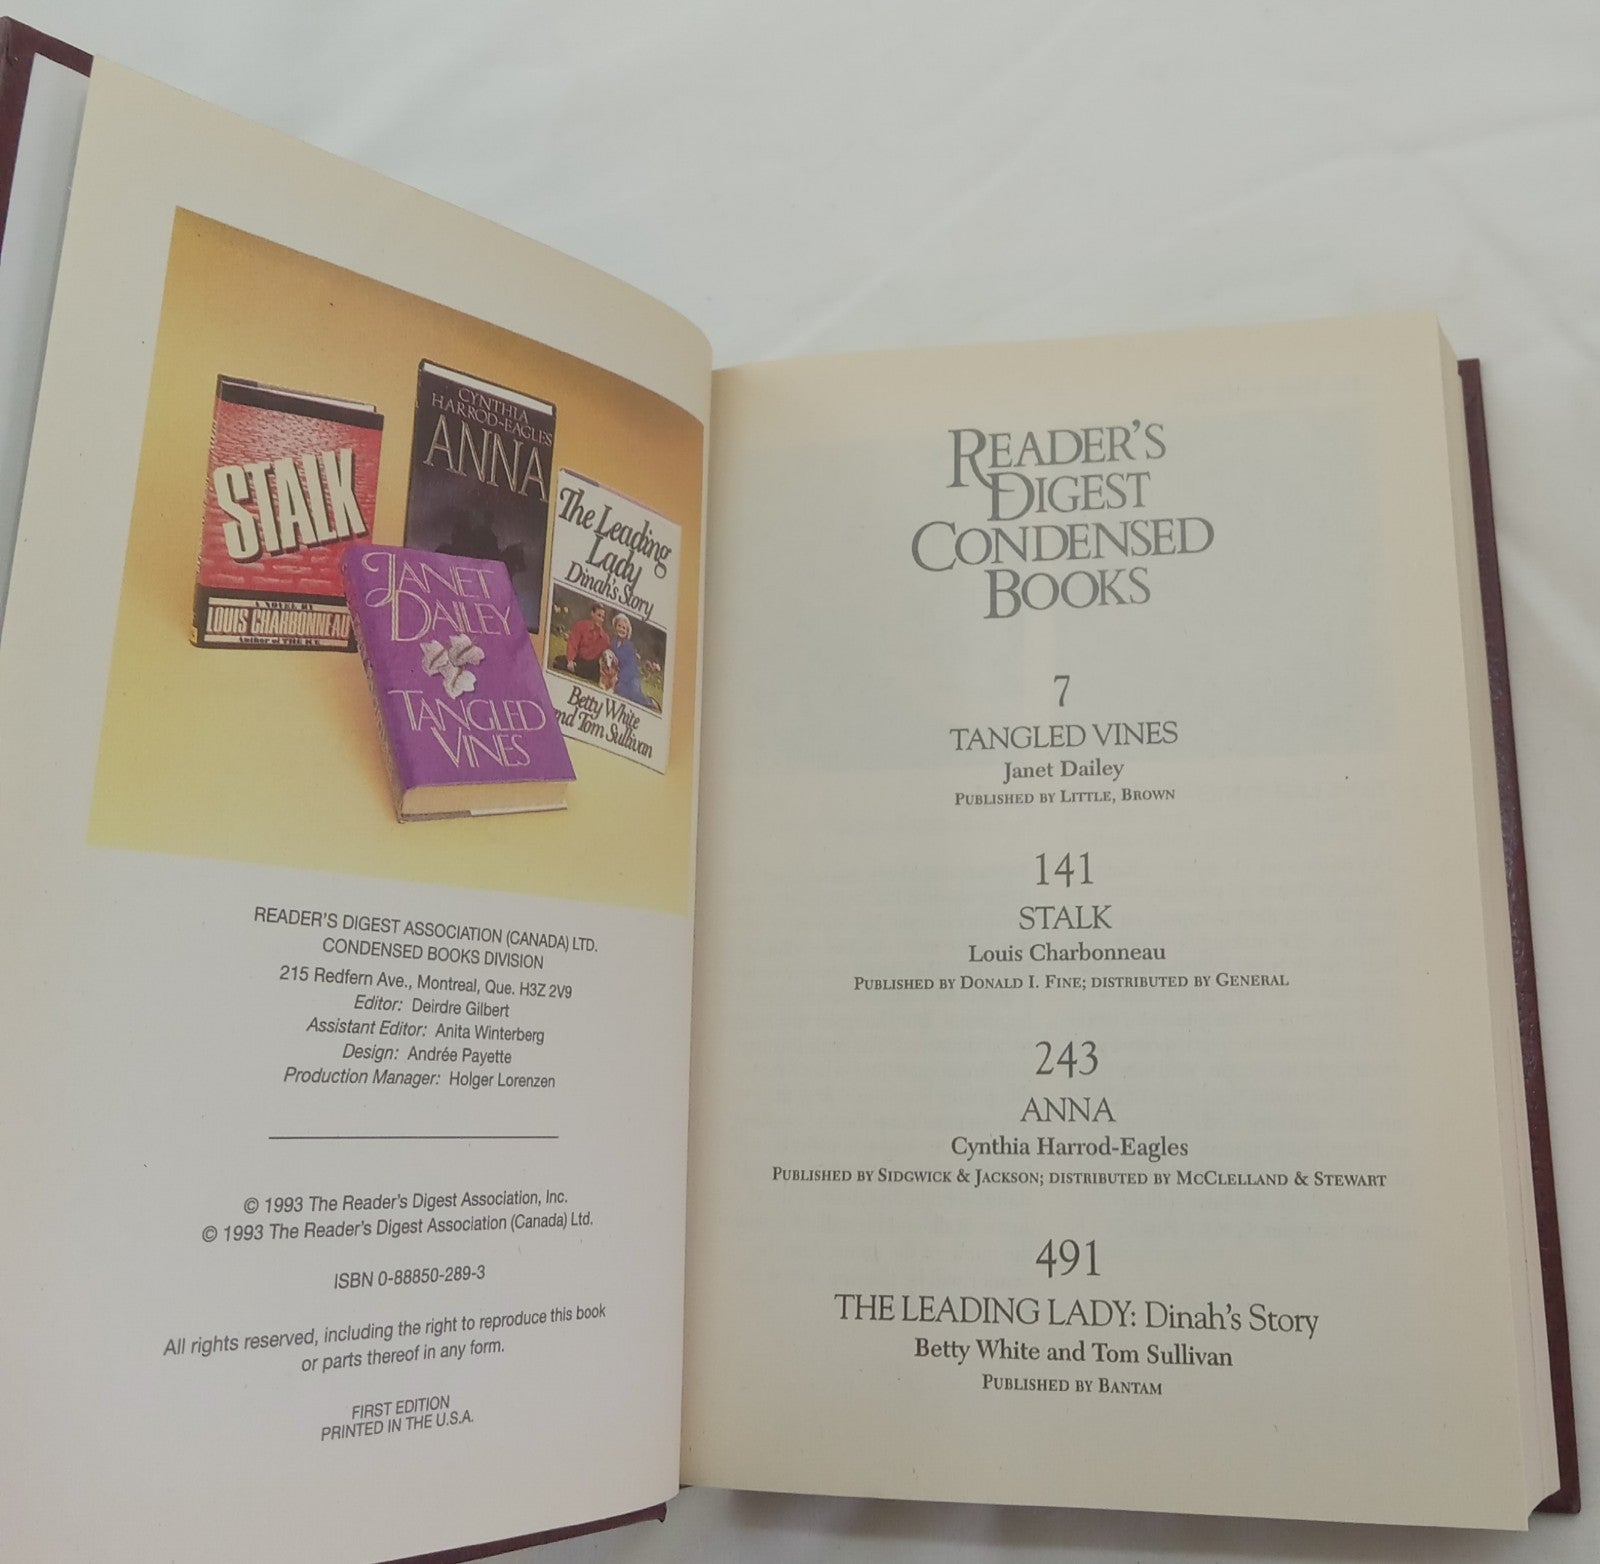 STALK
A NOVEL BY
LOUIS CHARBONNEAU
Author of THE ICE
CYNTHIA
HARROD-EAGLES
ANNA
The Leading
Lady
Dinah's Story
Betty White
and Tom Sullivan
JANET
DAILEY
TANGLED
VINES
READER'S DIGEST ASSOCIATION (CANADA) LTD.
CONDENSED BOOKS DIVISION
215 Redfern Ave., Montreal, Que. H3Z 2V9
Editor: Deirdre Gilbert
Assistant Editor: Anita Winterberg
Design: Andrée Payette
Production Manager: Holger Lorenzen
© 1993 The Reader's Digest Association, Inc.
© 1993 The Reader's Digest Association (Canada) Ltd.
ISBN 0-88850-289-3
All rights reserved, including the right to reproduce this book
or parts thereof in any form.
FIRST EDITION
PRINTED IN THE U.S.A.
READER'S
DIGEST
CONDENSED
BOOKS
7
TANGLED VINES
Janet Dailey
PUBLISHED BY LITTLE, BROWN
141
STALK
Louis Charbonneau
PUBLISHED BY DONALD I. FINE; DISTRIBUTED BY GENERAL
243
ANNA
Cynthia Harrod-Eagles
PUBLISHED BY SIDGWICK & JACKSON; DISTRIBUTED BY MCCLELLAND & STEWART
491
THE LEADING LADY: Dinah's Story
Betty White and Tom Sullivan
PUBLISHED BY BANTAM